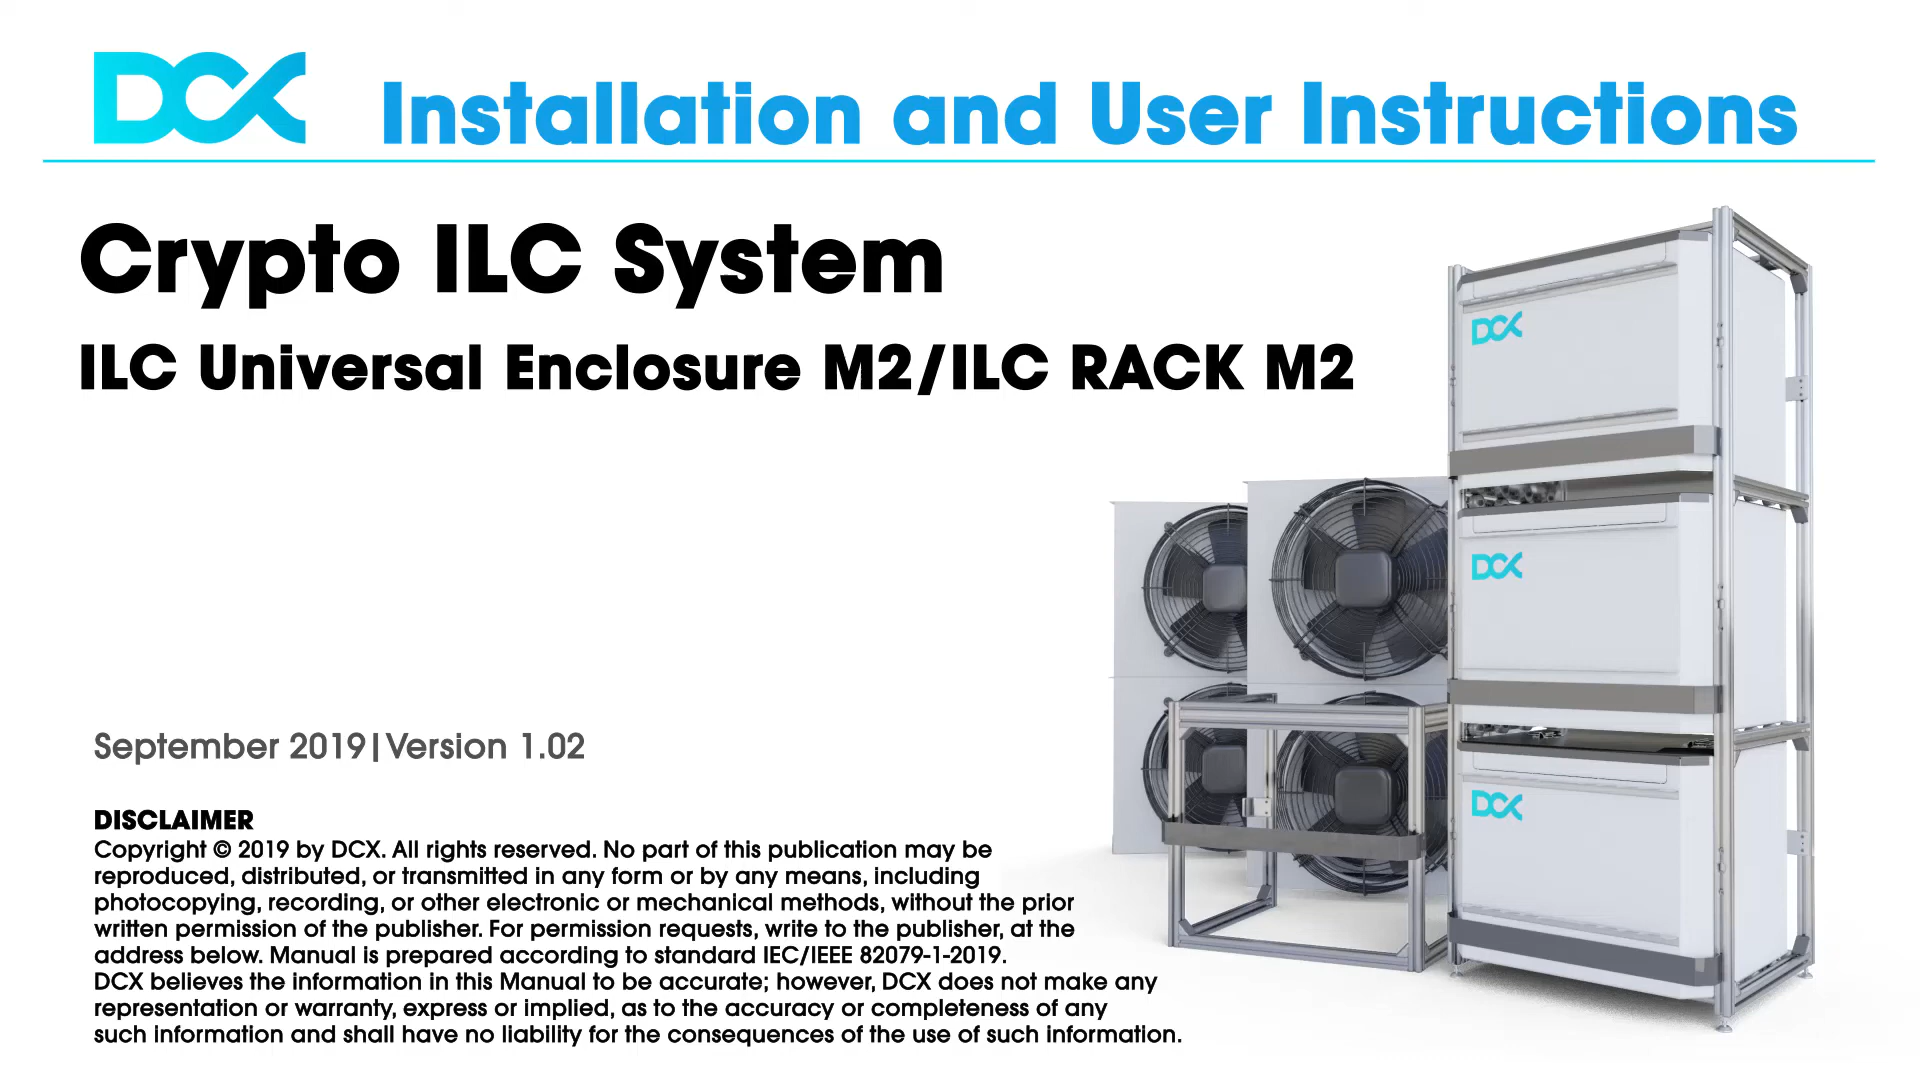 DCX Installation and User Instructions
Crypto ILC System
ILC Universal Enclosure M2/ILC RACK M2
DCX
DCX
DCX
September 2019|Version 1.02
DISCLAIMER
Copyright © 2019 by DCX. All rights reserved. No part of this publication may be
reproduced, distributed, or transmitted in any form or by any means, including
photocopying, recording, or other electronic or mechanical methods, without the prior
written permission of the publisher. For permission requests, write to the publisher, at the
address below. Manual is prepared according to standard IEC/IEEE 82079-1-2019.
DCX believes the information in this Manual to be accurate; however, DCX does not make any
representation or warranty, express or implied, as to the accuracy or completeness of any
such information and shall have no liability for the consequences of the use of such information.